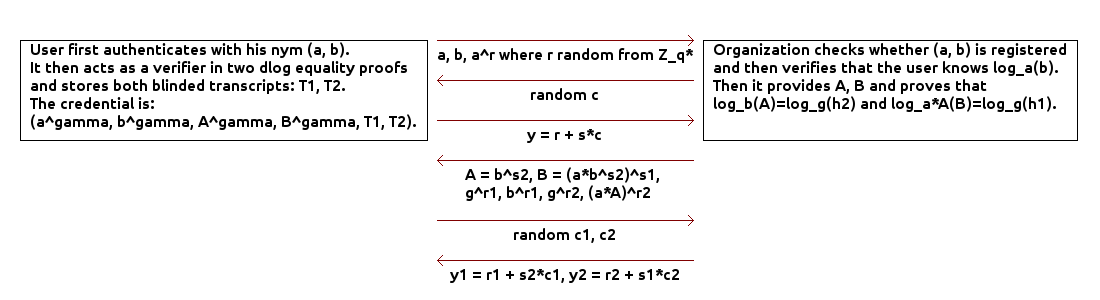 User first authenticates with his nym (a, b).
It then acts as a verifier in two dlog equality proofs
and stores both blinded transcripts: T1, T2.
The credential is:
(a^gamma, b^gamma, A^gamma, B^gamma, T1, T2).
a, b, a^r where r random from Z_q*
random c
y = r + s*c
A = b^s2, B = (a*b^s2)^s1,
g^r1, b^r1, g^r2, (a*A)^r2
random c1, c2
y1 = r1 + s2*c1, y2 = r2 + s1*c2
Organization checks whether (a, b) is registered
and then verifies that the user knows log_a(b).
Then it provides A, B and proves that
log_b(A)=log_g(h2) and log_a*A(B)=log_g(h1).